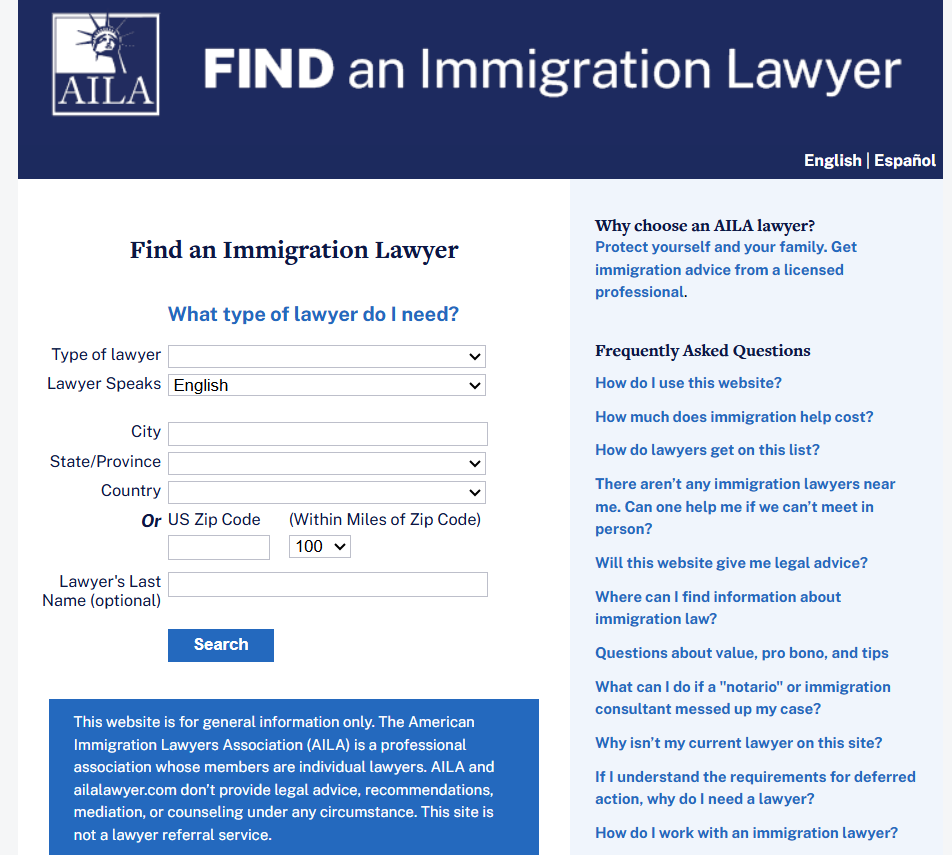 AILA
FIND an Immigration Lawyer
English | Español
Find an Immigration Lawyer
What type of lawyer do I need?
Type of lawyer
Lawyer Speaks English
City
State/Province
Country
Or US Zip Code (Within Miles of Zip Code)
100
Lawyer's Last
Name (optional)
Search
This website is for general information only. The American
Immigration Lawyers Association (AILA) is a professional
association whose members are individual lawyers. AILA and
ailalawyer.com don't provide legal advice, recommendations,
mediation, or counseling under any circumstance. This site is
not a lawyer referral service.
Why choose an AILA lawyer?
Protect yourself and your family. Get
immigration advice from a licensed
professional.
Frequently Asked Questions
How do I use this website?
How much does immigration help cost?
How do lawyers get on this list?
There aren't any immigration lawyers near
me. Can one help me if we can't meet in
person?
Will this website give me legal advice?
Where can I find information about
immigration law?
Questions about value, pro bono, and tips
What can I do if a "notario" or immigration
consultant messed up my case?
Why isn't my current lawyer on this site?
If I understand the requirements for deferred
action, why do I need a lawyer?
How do I work with an immigration lawyer?